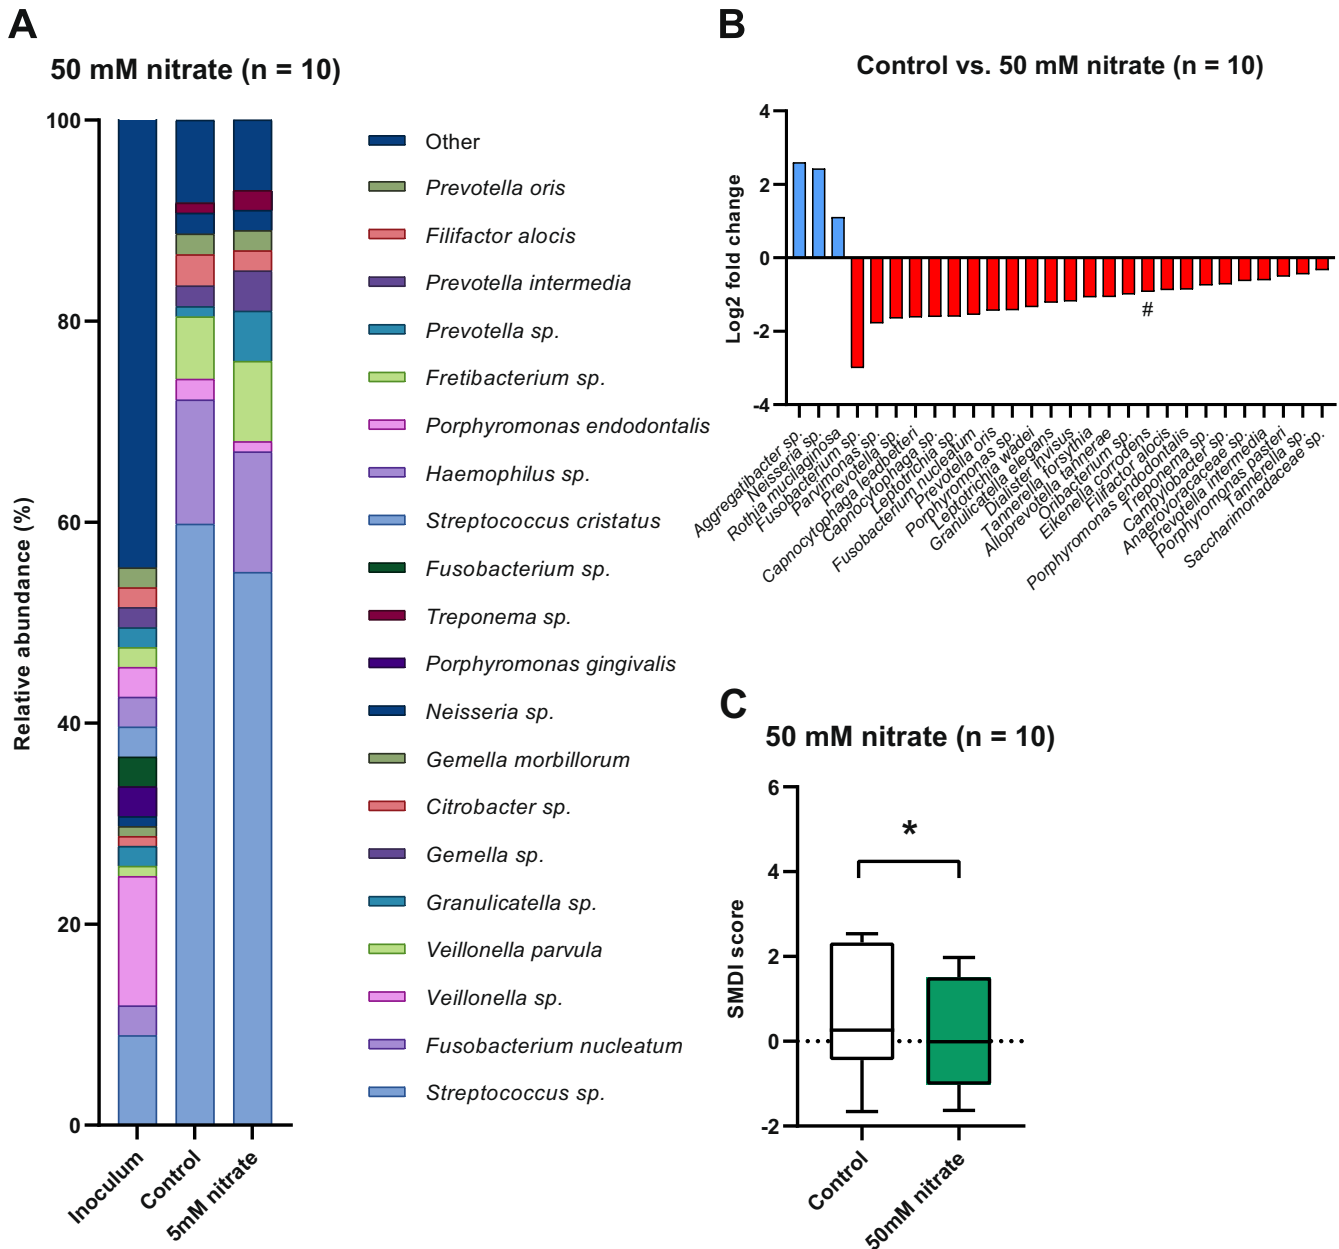 A
50 mM nitrate (n = 10)
Relative abundance (%)
100
80
60
40
20
0
Inoculum
Control
5mM nitrate
Other
Prevotella oris
Filifactor alocis
Prevotella intermedia
Prevotella sp.
Fretibacterium sp.
Porphyromonas endodontalis
Haemophilus sp.
Streptococcus cristatus
Fusobacterium sp.
Treponema sp.
Porphyromonas gingivalis
Neisseria sp.
Gemella morbillorum
Citrobacter sp.
Gemella sp.
Granulicatella sp.
Veillonella parvula
Veillonella sp.
Fusobacterium nucleatum
Streptococcus sp.
B
Control vs. 50 mM nitrate (n = 10)
Log2 fold change
4
2
0
-2
-4
#
Aggregatibacter sp.
Neisseria sp.
Rothia mucilaginosa
Fusobacterium sp.
Parvimonas sp.
Prevotella sp.
Capnocytophaga leadbetteri
Capnocytophaga sp.
Leptotrichia sp.
Fusobacterium nucleatum
Prevotella oris
Porphyromonas sp.
Leptotrichia wadei
Granulicatella elegans
Dialister invisus
Tannerella forsythia
Alloprevotella tannerae
Oribacterium sp.
Eikenella corrodens
Filifactor alocis
Porphyromonas endodontalis
Treponema sp.
Campylobacter sp.
Anaerovoracaceae sp.
Prevotella intermedia
Porphyromonas pasteri
Tannerella sp.
Saccharimonadaceae sp.
C
50 mM nitrate (n = 10)
SMDI score
6
4
2
0
-2
*
Control
50mM nitrate